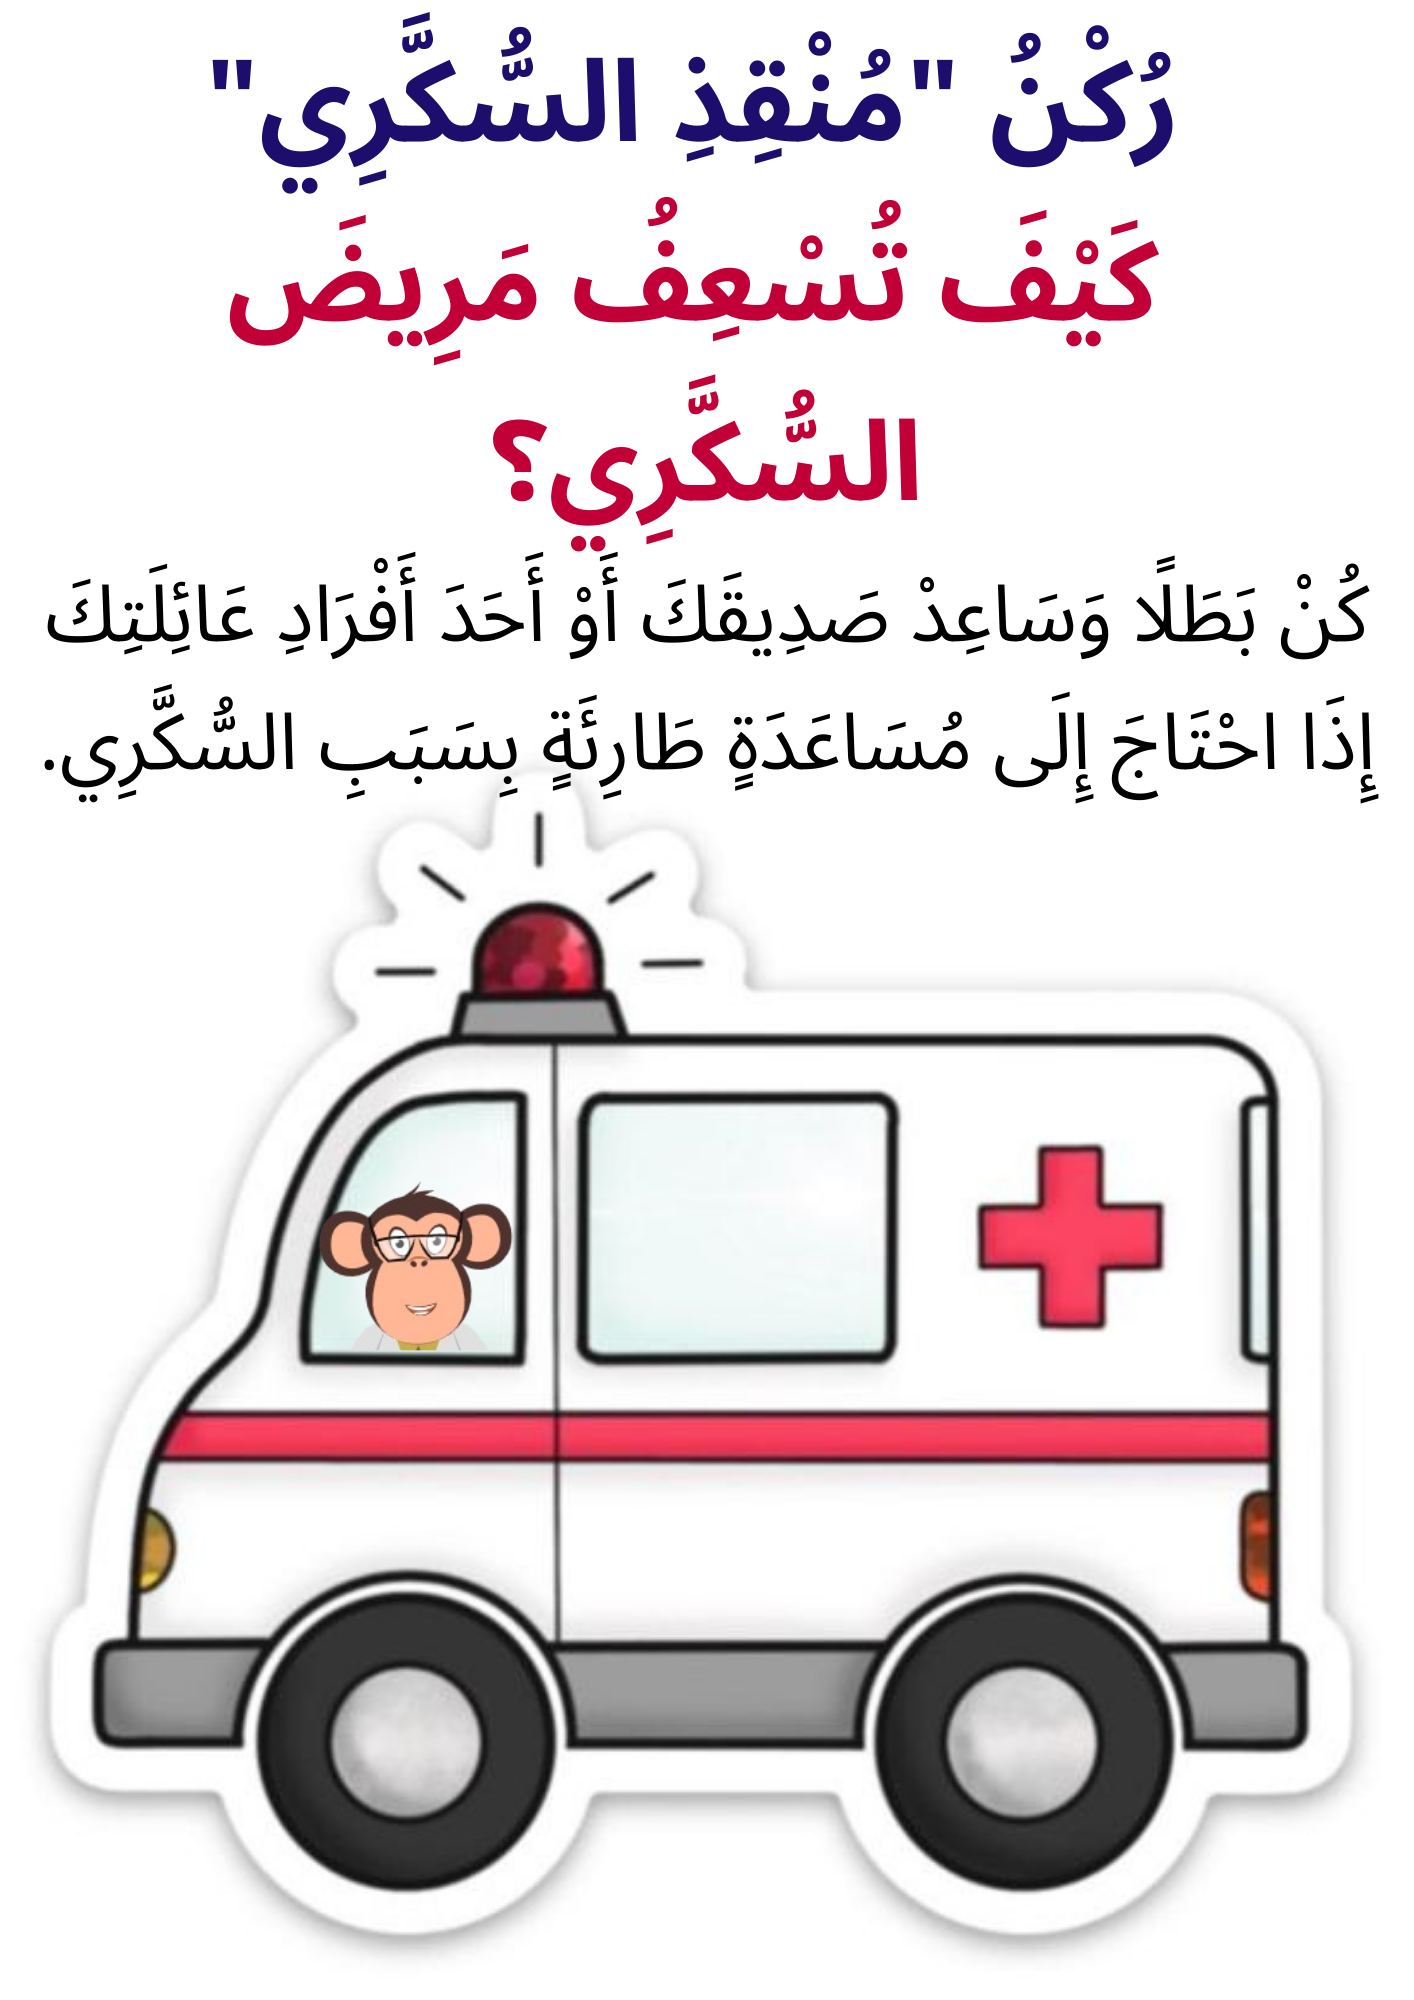 رُكْنُ "مُنْقِذِ السُّكَّرِي"
كَيْفَ تُسْعِفُ مَرِيضَ
السُّكَّرِي؟
كُنْ بَطَلًا وَسَاعِدْ صَدِيقَكَ أَوْ أَحَدَ أَفْرَادِ عَائِلَتِكَ
إِذَا احْتَاجَ إِلَى مُسَاعَدَةٍ طَارِئَةٍ بِسَبَبِ السُّكَّرِي.